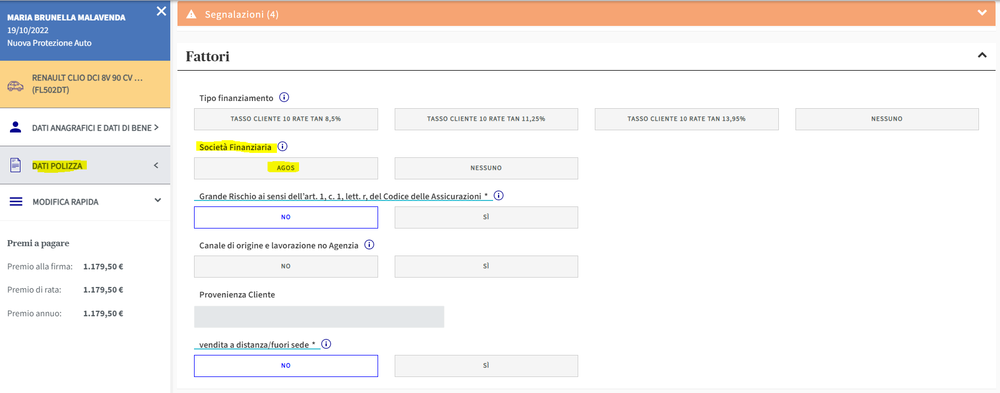 MARIA BRUNELLA MALAVENDA
19/10/2022
Nuova Protezione Auto
RENAULT CLIO DCI 8V 90 CV ...
(FL502DT)
DATI ANAGRAFICI E DATI DI BENE
DATI POLIZZA
MODIFICA RAPIDA
Premi a pagare
Premio alla firma: 1.179,50 €
Premio di rata: 1.179,50 €
Premio annuo: 1.179,50 €
Segnalazioni (4)
Fattori
Tipo finanziamento
TASSO CLIENTE 10 RATE TAN 8,5% TASSO CLIENTE 10 RATE TAN 11,25% TASSO CLIENTE 10 RATE TAN 13,95% NESSUNO
Società Finanziaria
AGOS NESSUNO
Grande Rischio ai sensi dell'art. 1, c. 1, lett. r, del Codice delle Assicurazioni *
NO SÌ
Canale di origine e lavorazione no Agenzia
NO SÌ
Provenienza Cliente
vendita a distanza/fuori sede *
NO SÌ